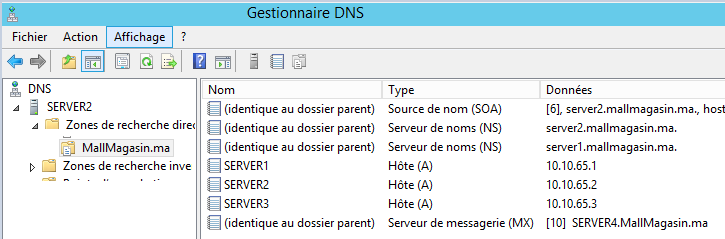 Gestionnaire DNS
Fichier Action Affichage ?
DNS
SERVER2
Zones de recherche direc
MallMagasin.ma
Zones de recherche inve
Nom Type Données
(identique au dossier parent) Source de nom (SOA) [6], server2.mallmagasin.ma., host
(identique au dossier parent) Serveur de noms (NS) server2.mallmagasin.ma.
(identique au dossier parent) Serveur de noms (NS) server1.mallmagasin.ma.
SERVER1 Hôte (A) 10.10.65.1
SERVER2 Hôte (A) 10.10.65.2
SERVER3 Hôte (A) 10.10.65.3
(identique au dossier parent) Serveur de messagerie (MX) [10] SERVER4.MallMagasin.ma